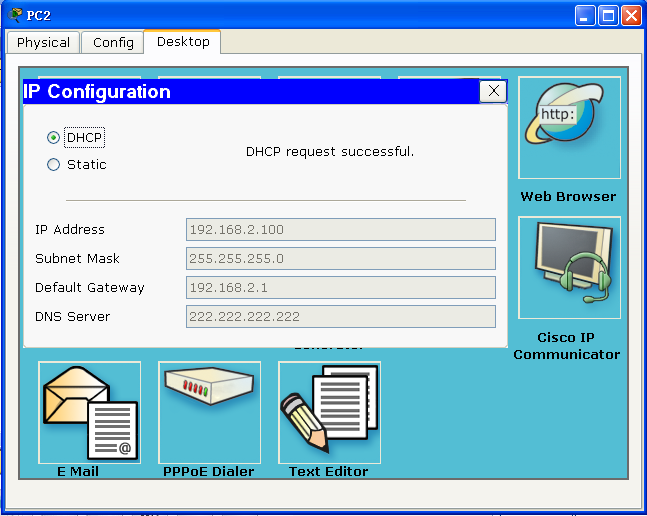 PC2
Physical Config Desktop
IP Configuration
X
DHCP
DHCP request successful.
Static
IP Address 192.168.2.100
Subnet Mask 255.255.255.0
Default Gateway 192.168.2.1
DNS Server 222.222.222.222
http:
Web Browser
Cisco IP
Communicator
@
E Mail PPPoE Dialer Text Editor